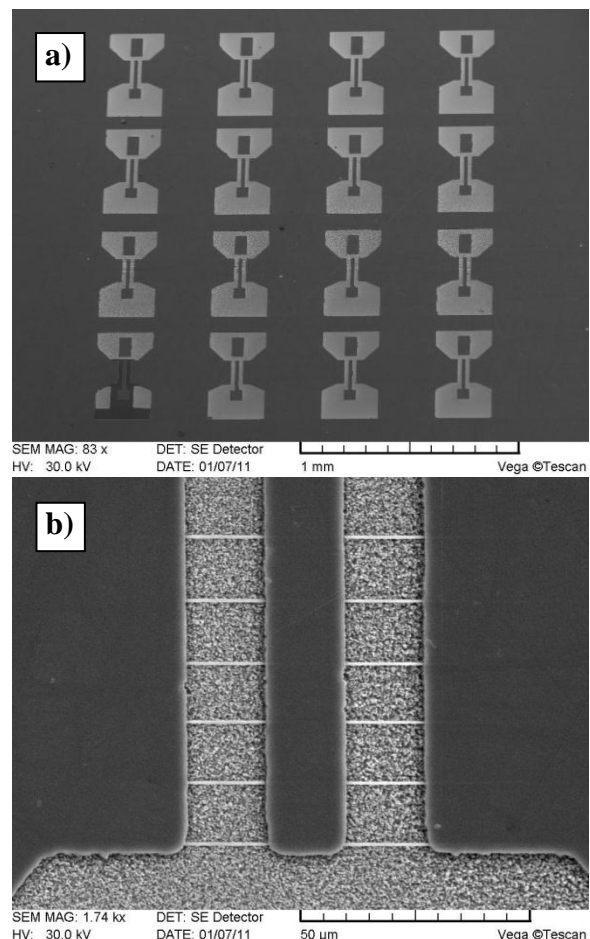 a)
SEM MAG: 83 x DET: SE Detector
HV: 30.0 kV DATE: 01/07/11 1 mm Vega ©Tescan
b)
SEM MAG: 1.74 kx DET: SE Detector
HV: 30.0 kV DATE: 01/07/11 50 um Vega ©Tescan